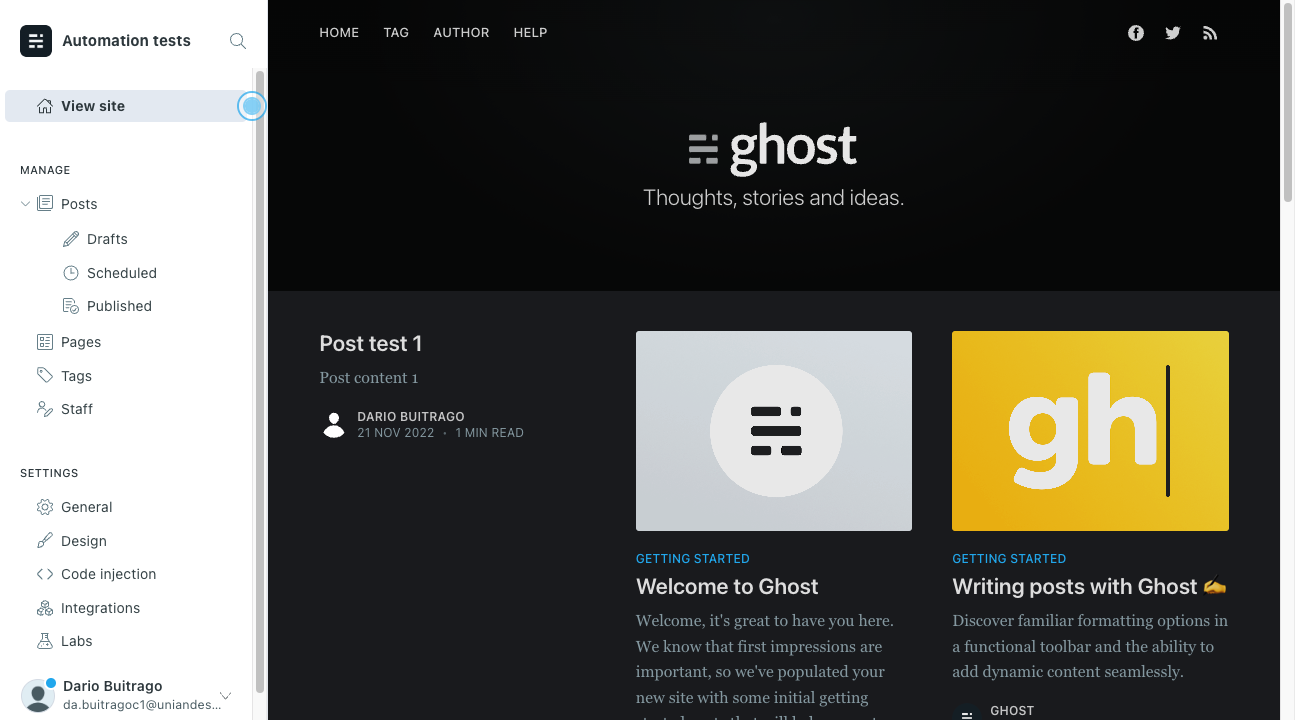 Automation tests
View site
MANAGE
Posts
Drafts
Scheduled
Published
Pages
Tags
Staff
SETTINGS
General
Design
Code injection
Integrations
Labs
Dario Buitrago
da.buitragoc1@uniandes...
HOME TAG AUTHOR HELP
ghost
Thoughts, stories and ideas.
Post test 1
Post content 1
DARIO BUITRAGO
21 NOV 2022 • 1 MIN READ
GETTING STARTED
Welcome to Ghost
Welcome, it's great to have you here.
We know that first impressions are
important, so we've populated your
new site with some initial getting
gh
GETTING STARTED
Writing posts with Ghost ✍️
Discover familiar formatting options in
a functional toolbar and the ability to
add dynamic content seamlessly.
GHOST